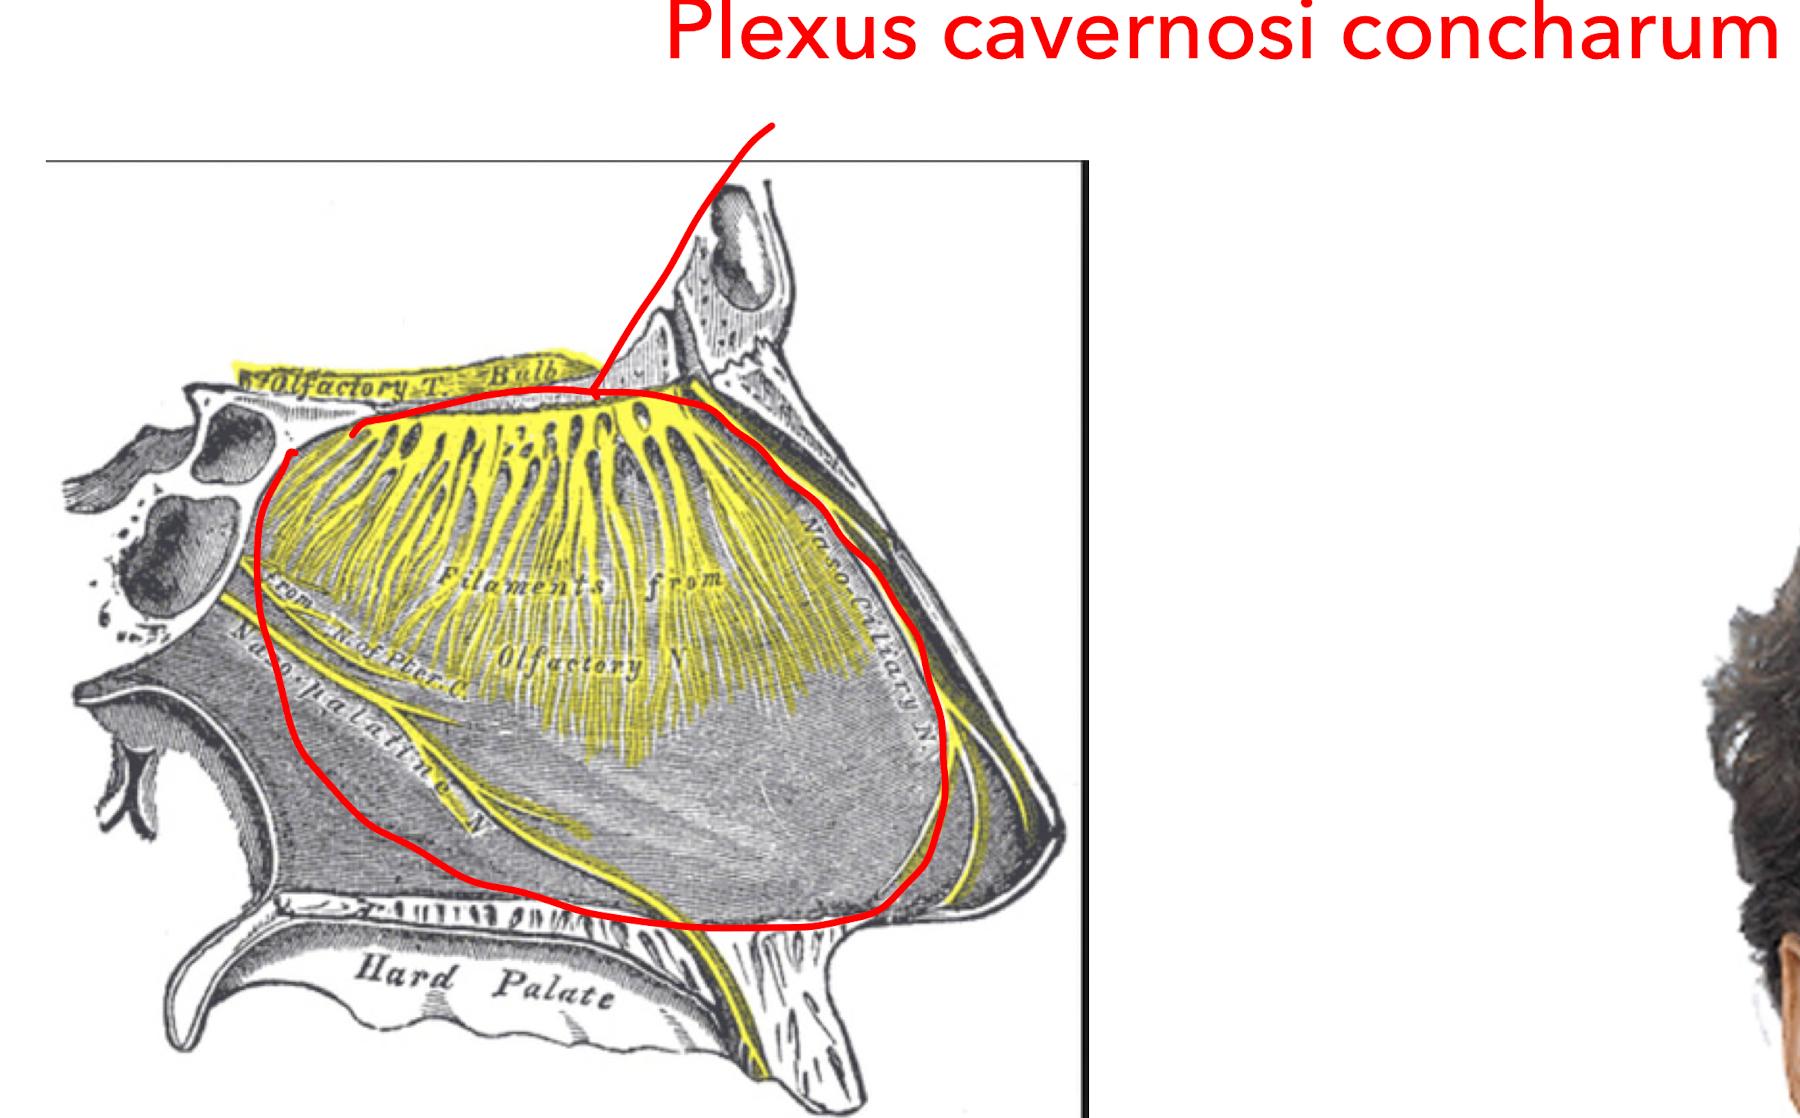 Plexus cavernosi concharum
Olfactory T. Bulb
Filaments from
Olfactory N
Naso-Ciliary N.
from
N. of Pter. C.
Naso-palatine N
Hard Palate